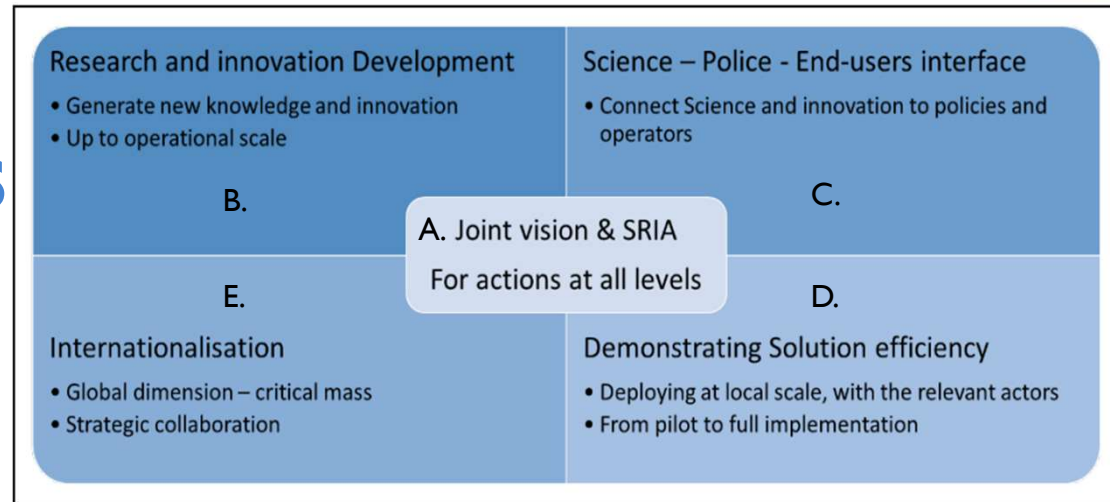 Research and innovation Development
• Generate new knowledge and innovation
• Up to operational scale
B.
Science – Police - End-users interface
• Connect Science and innovation to policies and
operators
C.
A. Joint vision & SRIA
For actions at all levels
E.
Internationalisation
• Global dimension – critical mass
• Strategic collaboration
D.
Demonstrating Solution efficiency
• Deploying at local scale, with the relevant actors
• From pilot to full implementation